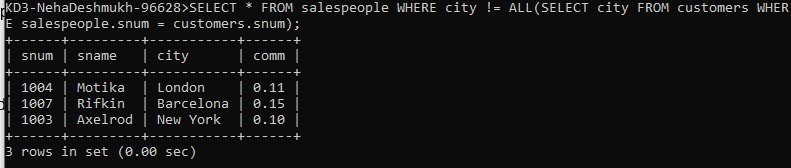 KD3-NehaDeshmukh-96628>SELECT * FROM salespeople WHERE city != ALL(SELECT city FROM customers WHER
E salespeople.snum = customers.snum);
+------+---------+-----------+------+
| snum | sname   | city      | comm |
+------+---------+-----------+------+
| 1004 | Motika  | London    | 0.11 |
| 1007 | Rifkin  | Barcelona | 0.15 |
| 1003 | Axelrod | New York  | 0.10 |
+------+---------+-----------+------+
3 rows in set (0.00 sec)